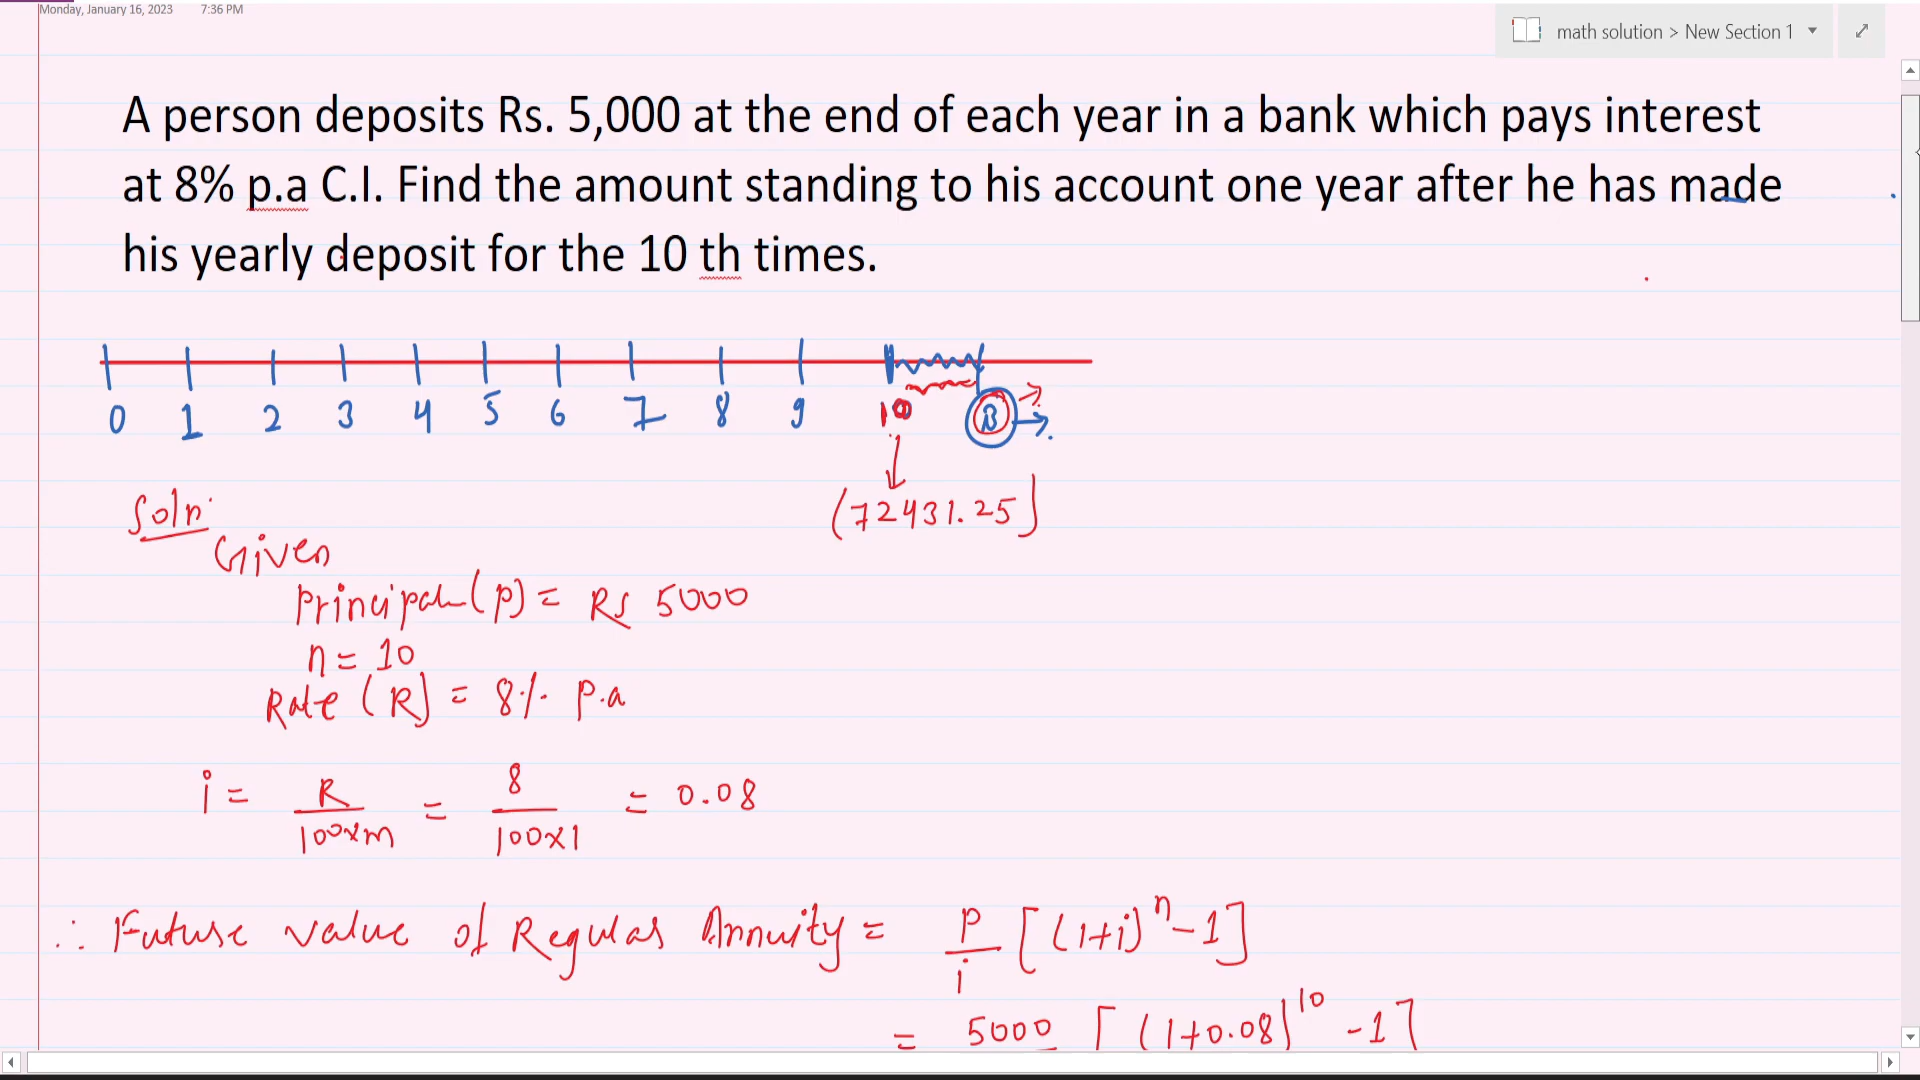 Monday, January 16, 2023 7:36 PM
math solution > New Section 1
A person deposits Rs. 5,000 at the end of each year in a bank which pays interest
at 8% p.a C.I. Find the amount standing to his account one year after he has made
his yearly deposit for the 10 th times.
0 1 2 3 4 5 6 7 8 9 10
(72431.25)
Soln:
Given
Principal (P) = Rs 5000
n = 10
Rate (R) = 8% p.a
i = R/100×m = 8/100×1 = 0.08
∴ Future value of Regular Annuity = P/i [(1+i)^n - 1]
= 5000 [(1+0.08)^10 - 1]